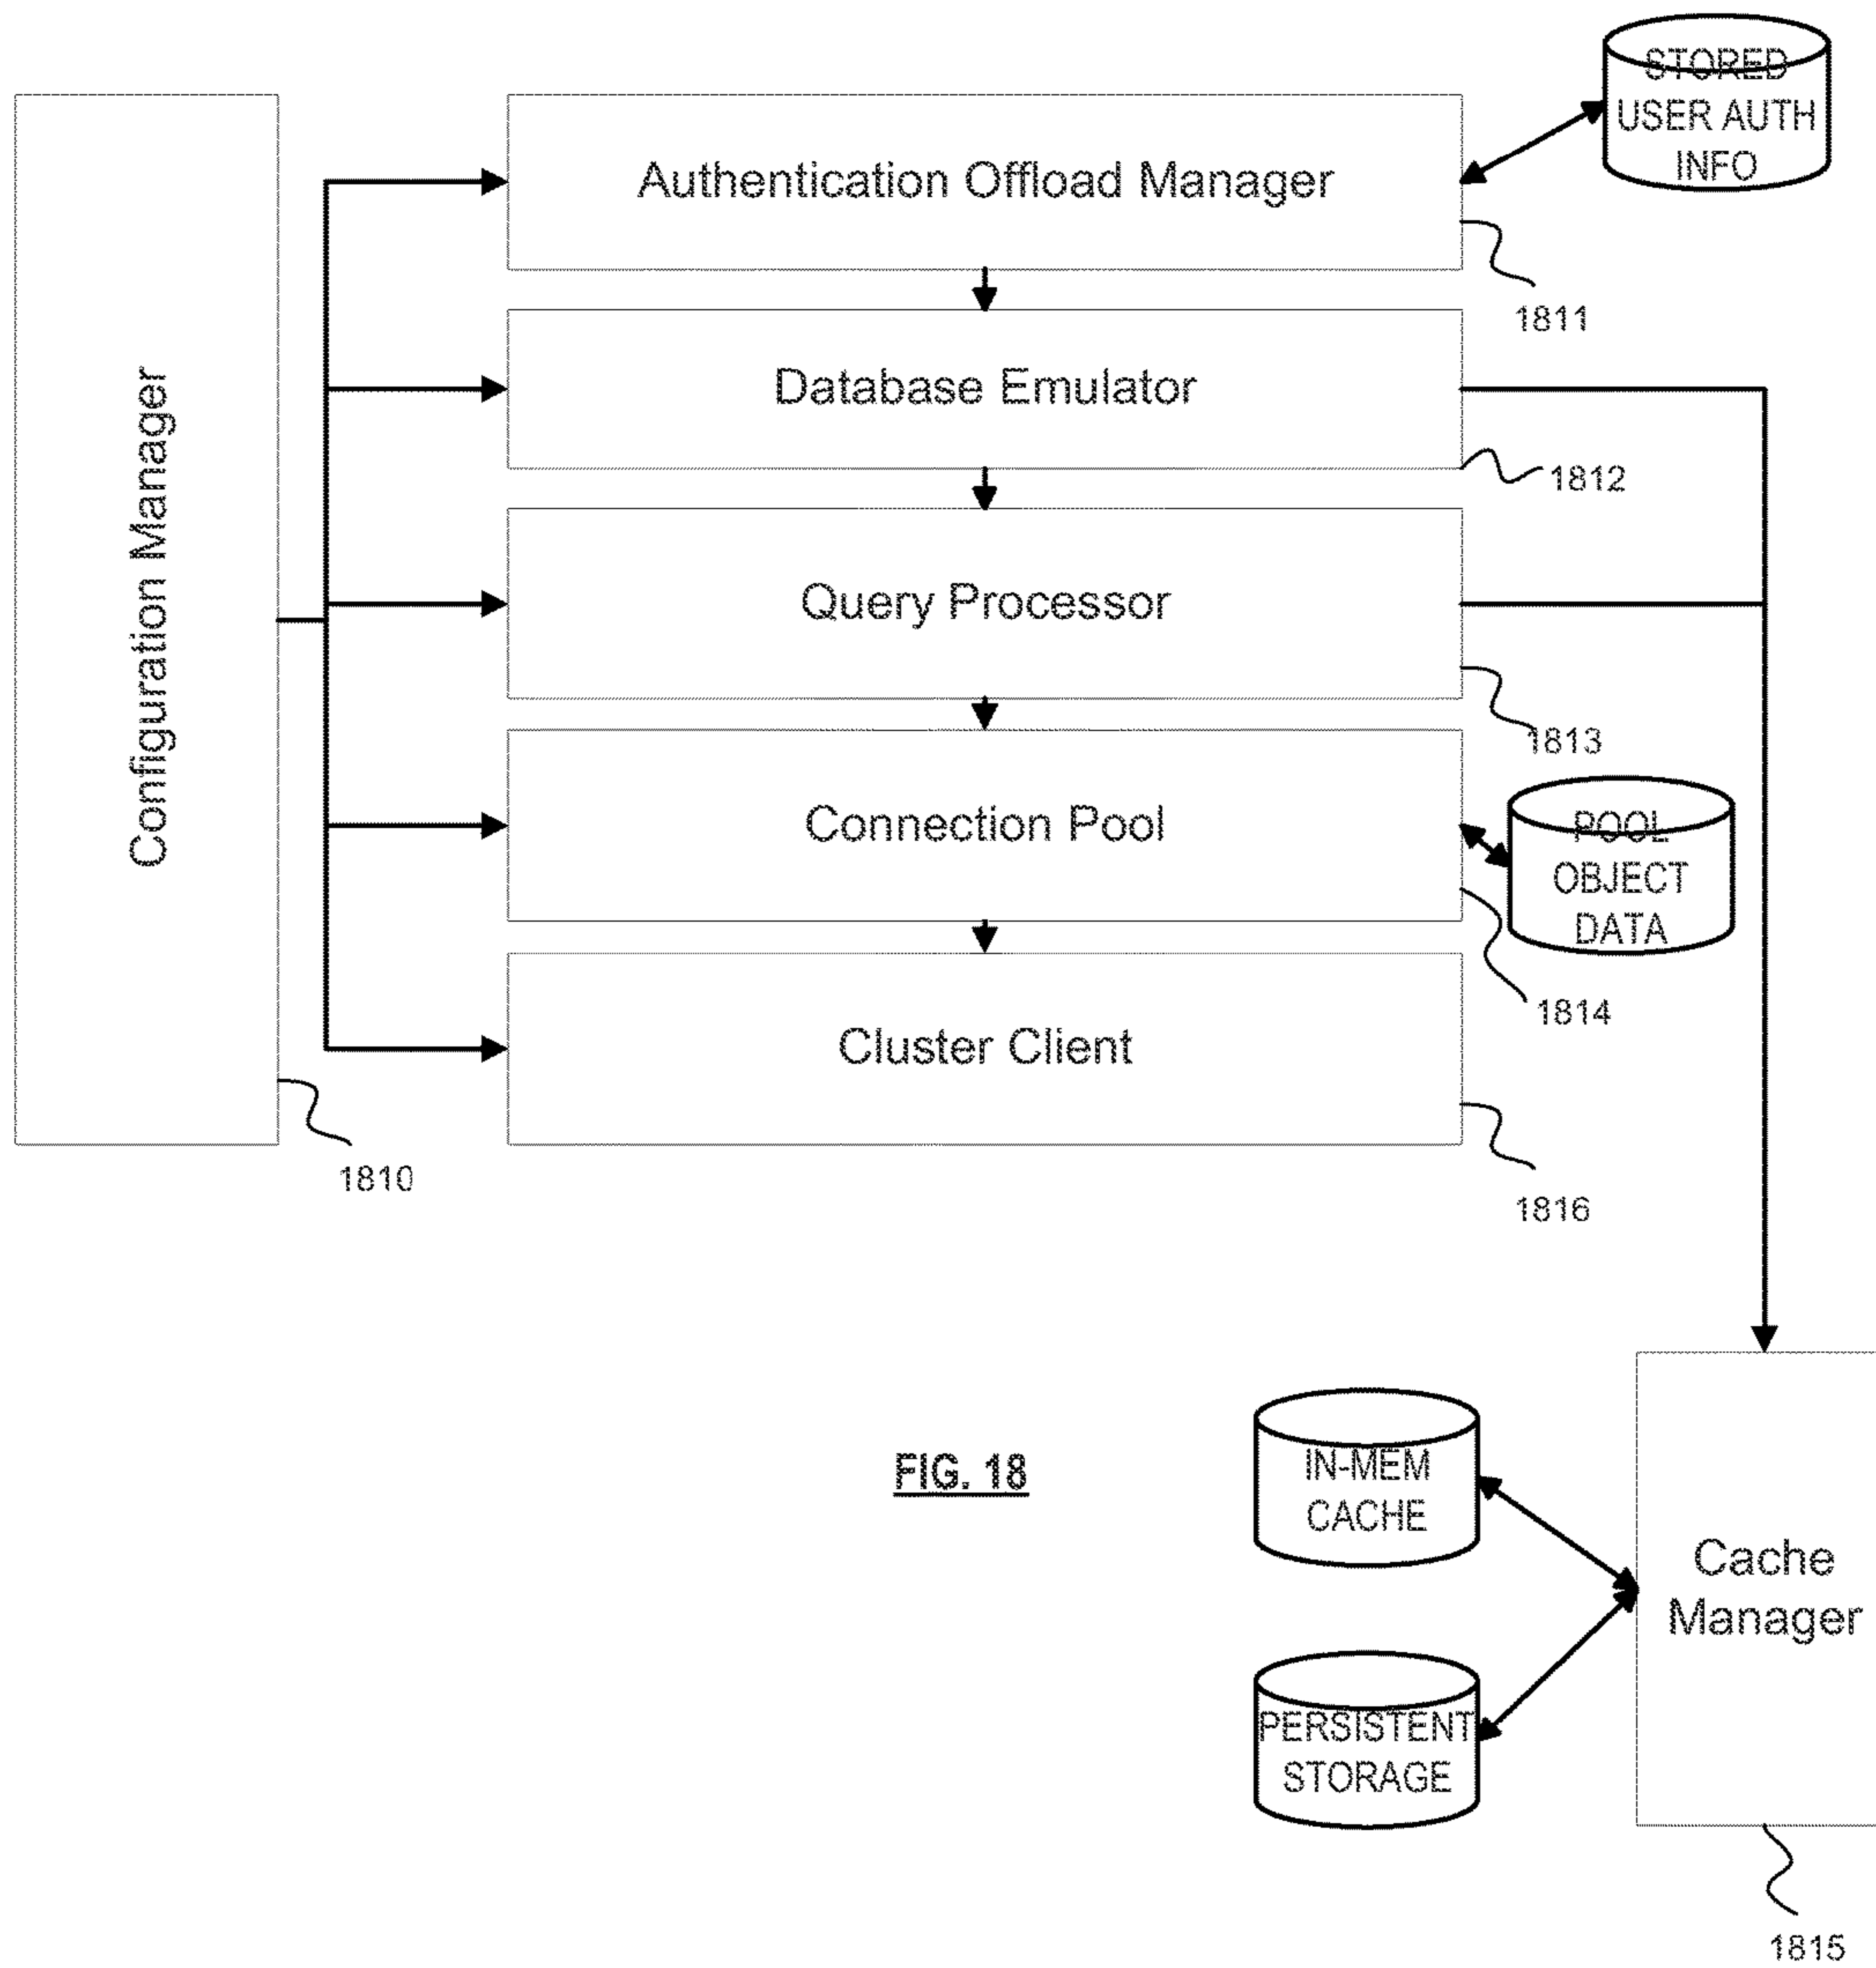 STORED
USER AUTH
INFO
Authentication Offload Manager
1811
Configuration Manager
Database Emulator
1812
Query Processor
1813
Connection Pool
POOL
OBJECT
DATA
1814
Cluster Client
1810
1816
FIG. 18
IN-MEM
CACHE
Cache
Manager
PERSISTENT
STORAGE
1815